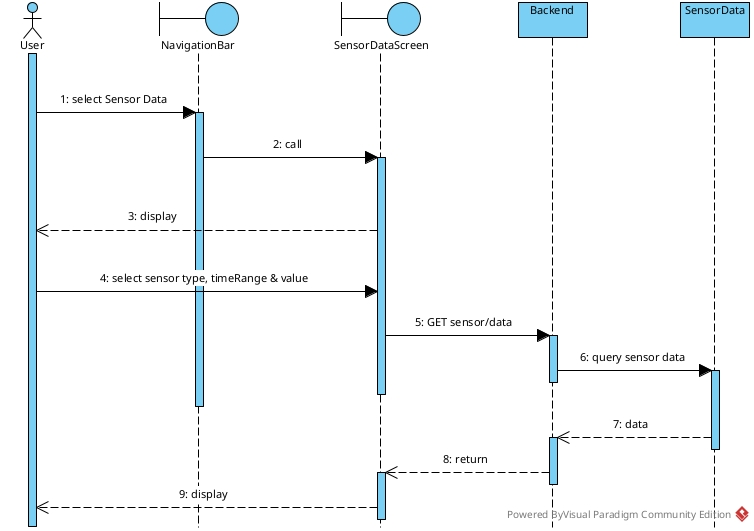 User
NavigationBar
SensorDataScreen
Backend
SensorData
1: select Sensor Data
2: call
3: display
4: select sensor type, timeRange & value
5: GET sensor/data
6: query sensor data
7: data
8: return
9: display
Powered ByVisual Paradigm Community Edition